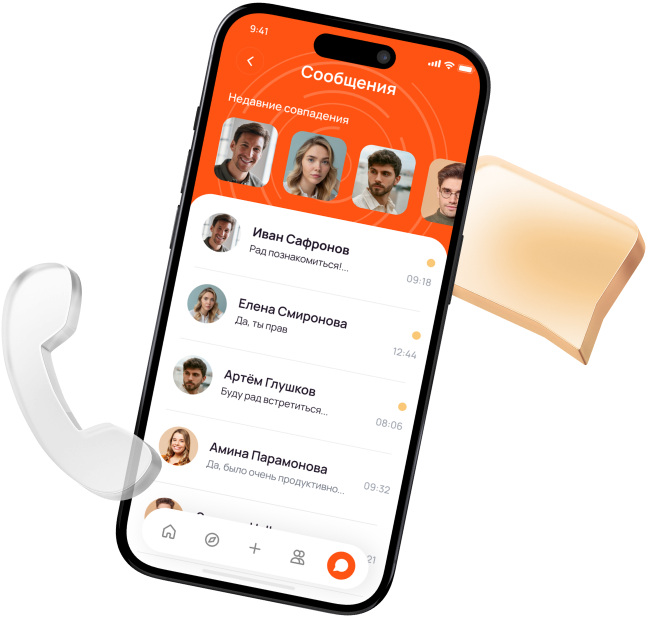 9:41
Сообщения
Недавние совпадения
Иван Сафронов
Рад познакомиться!...
09:18
Елена Смиронова
Да, ты прав
12:44
Артём Глушков
Буду рад встретиться...
08:06
Амина Парамонова
Да, было очень продуктивно...
09:32
21